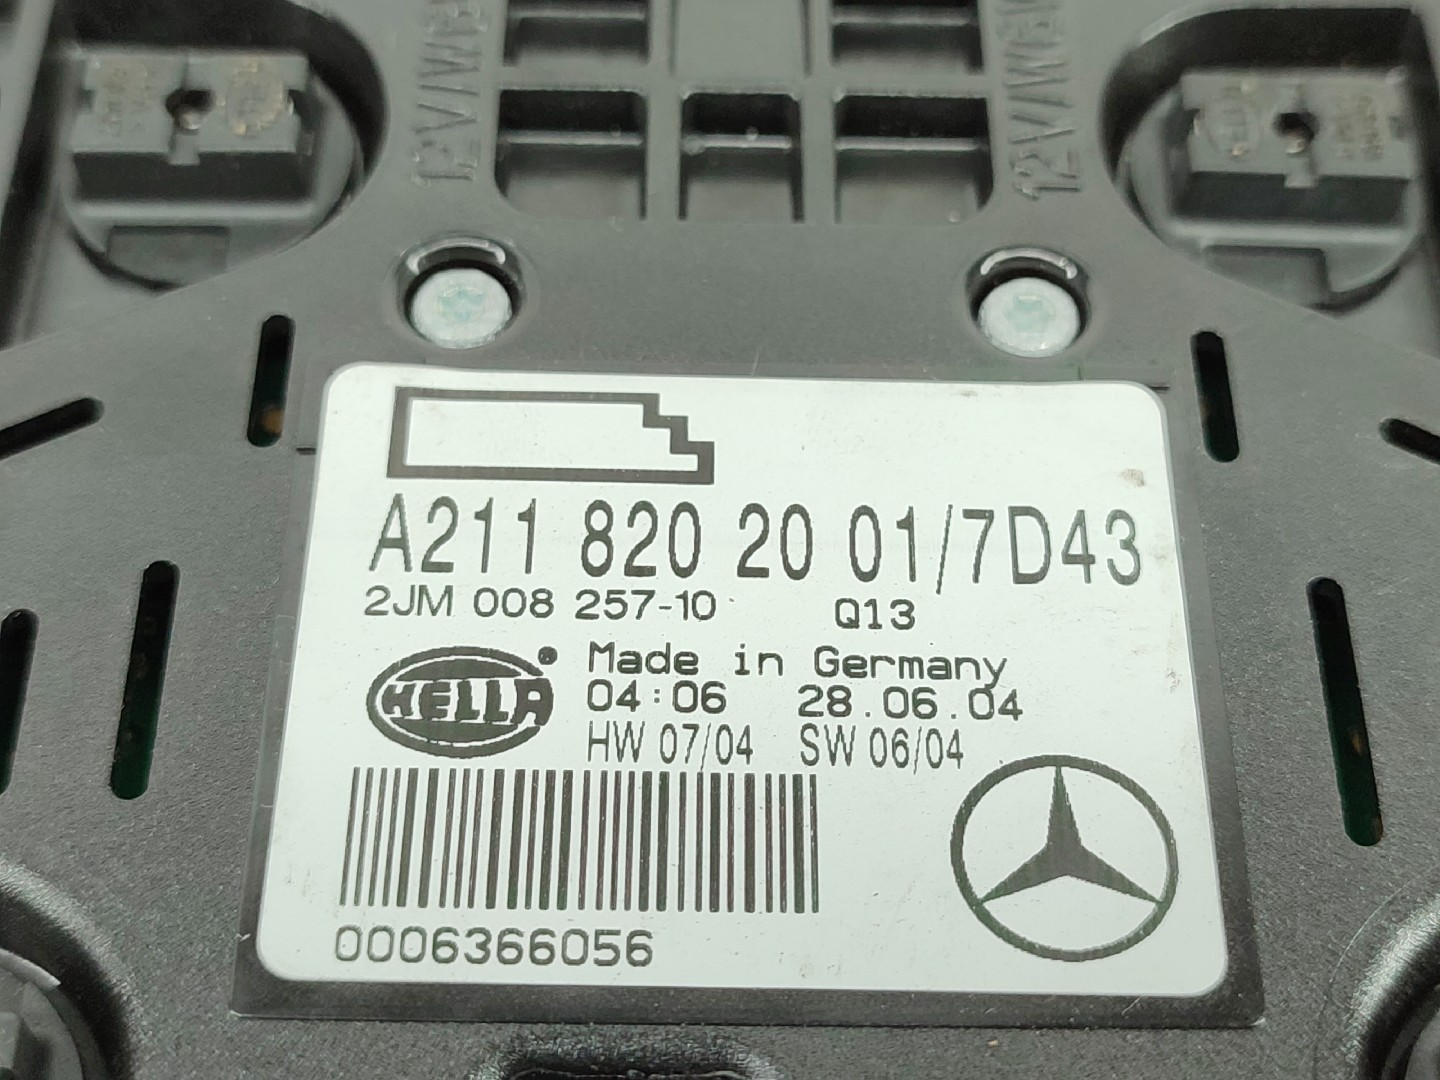 A211 820 20 01/7D43
2JM 008 257-10 Q13
HELLA
Made in Germany
04:06 28.06.04
HW 07/04 SW 06/04
0006366056